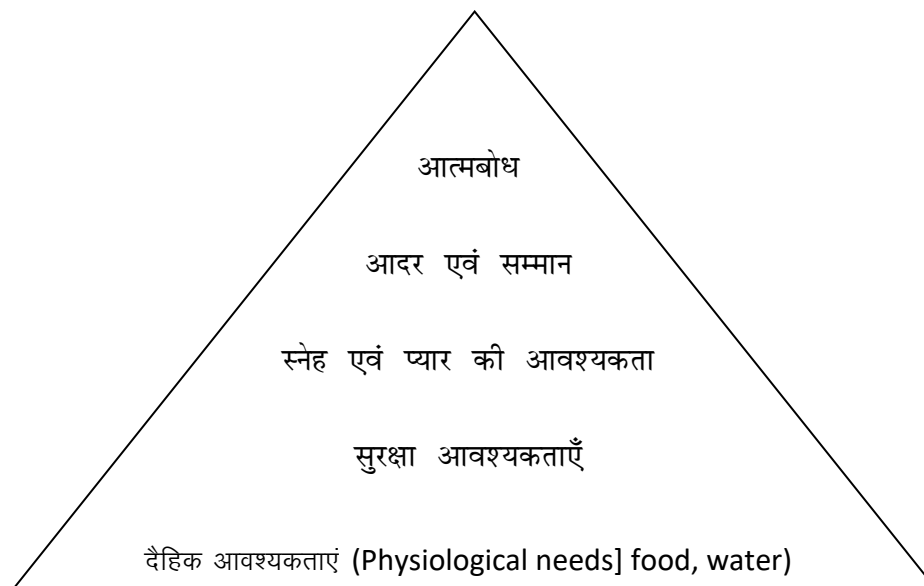 आत्मबोध
आदर एवं सम्मान
स्नेह एवं प्यार की आवश्यकता
सुरक्षा आवश्यकताएँ
दैहिक आवश्यकताएं (Physiological needs] food, water)